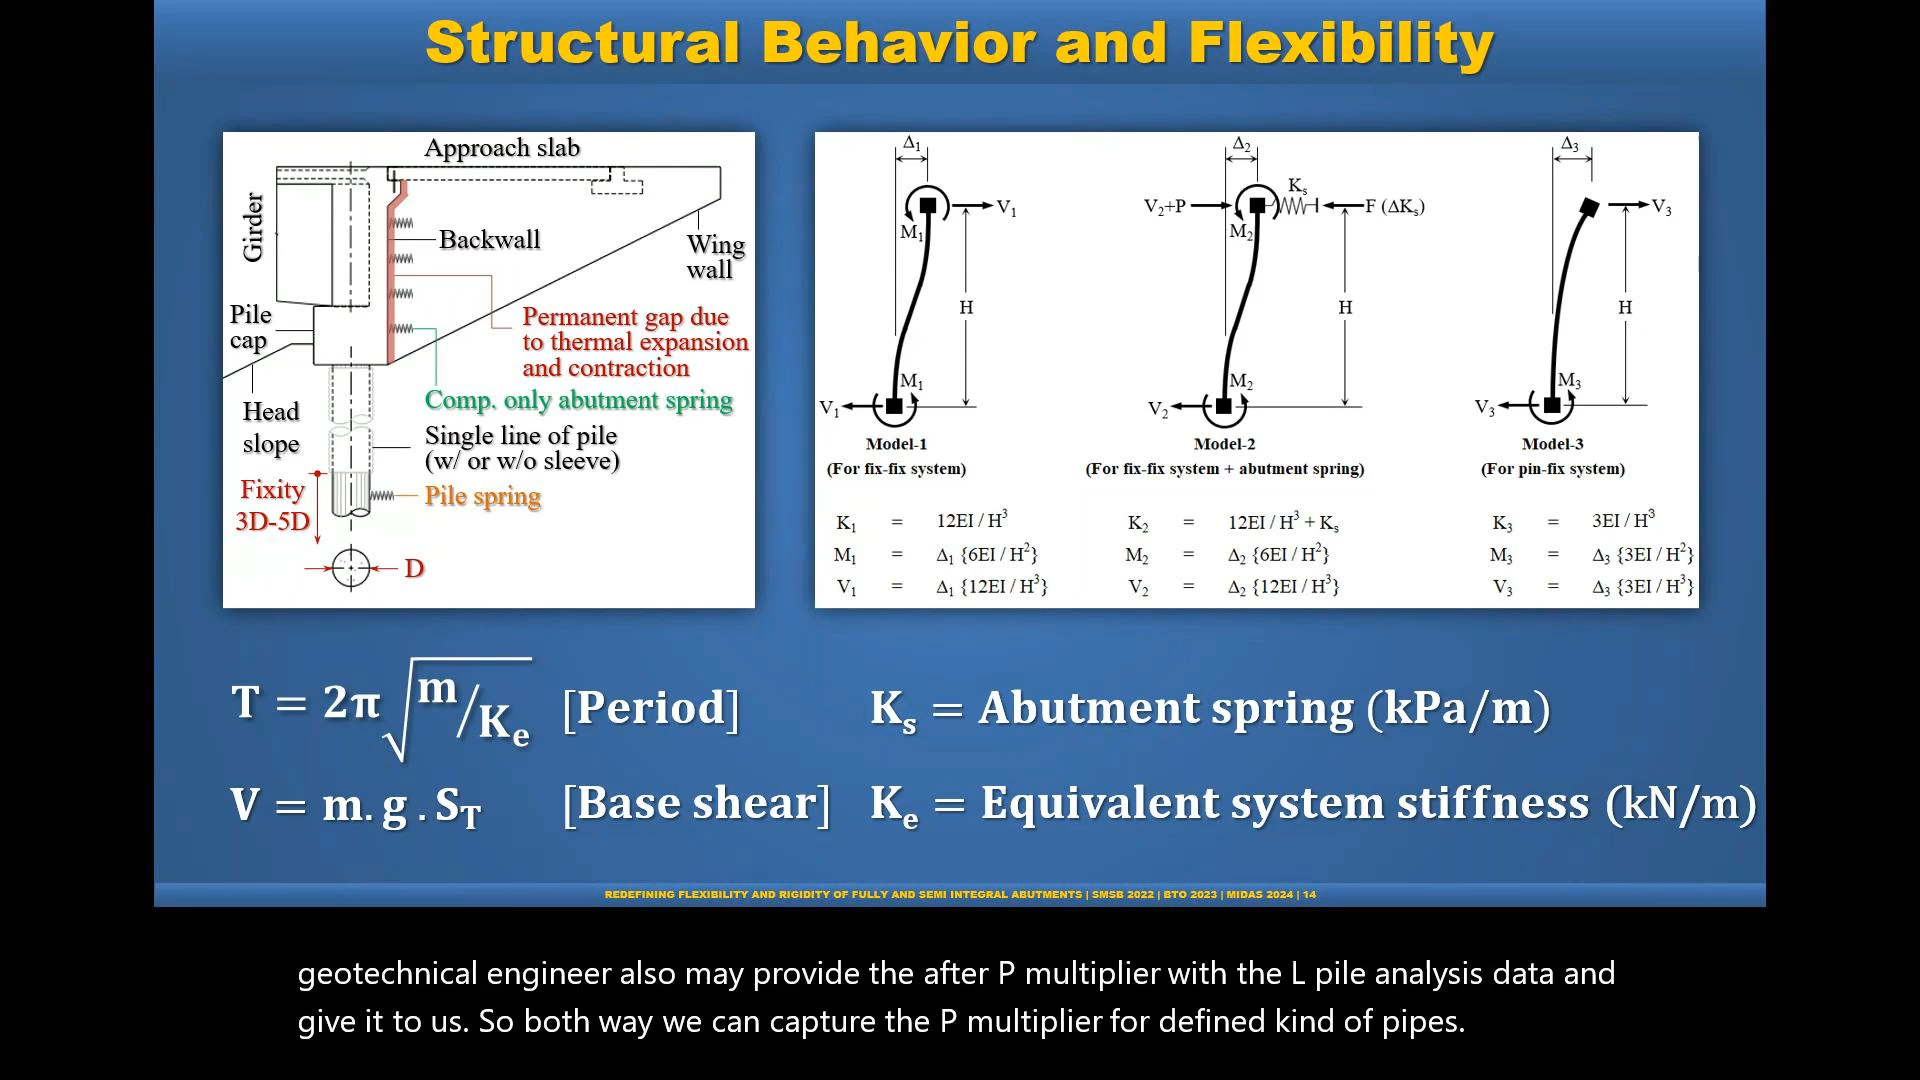 Structural Behavior and Flexibility
Approach slab
Girder
Backwall
Wing
wall
Pile
cap
Permanent gap due
to thermal expansion
and contraction
Comp. only abutment spring
Head
slope
Single line of pile
(w/ or w/o sleeve)
Fixity
3D-5D
Pile spring
D
Δ₁
V₁
M₁
H
M₁
V₁
Model-1
(For fix-fix system)
K₁ = 12EI / H³
M₁ = Δ₁ {6EI / H²}
V₁ = Δ₁ {12EI / H³}
Δ₂
Kₛ
V₂+P
F (ΔKₛ)
M₂
H
M₂
V₂
Model-2
(For fix-fix system + abutment spring)
K₂ = 12EI / H³ + Kₛ
M₂ = Δ₂ {6EI / H²}
V₂ = Δ₂ {12EI / H³}
Δ₃
V₃
H
M₃
V₃
Model-3
(For pin-fix system)
K₃ = 3EI / H³
M₃ = Δ₃ {3EI / H²}
V₃ = Δ₃ {3EI / H³}
T = 2π √(m/Kₑ) [Period]
Kₛ = Abutment spring (kPa/m)
V = m.g.S_T [Base shear]
Kₑ = Equivalent system stiffness (kN/m)
REDEFINING FLEXIBILITY AND RIGIDITY OF FULLY AND SEMI INTEGRAL ABUTMENTS | SMSB 2022 | BTO 2023 | MIDAS 2024 | 14
geotechnical engineer also may provide the after P multiplier with the L pile analysis data and
give it to us. So both way we can capture the P multiplier for defined kind of pipes.